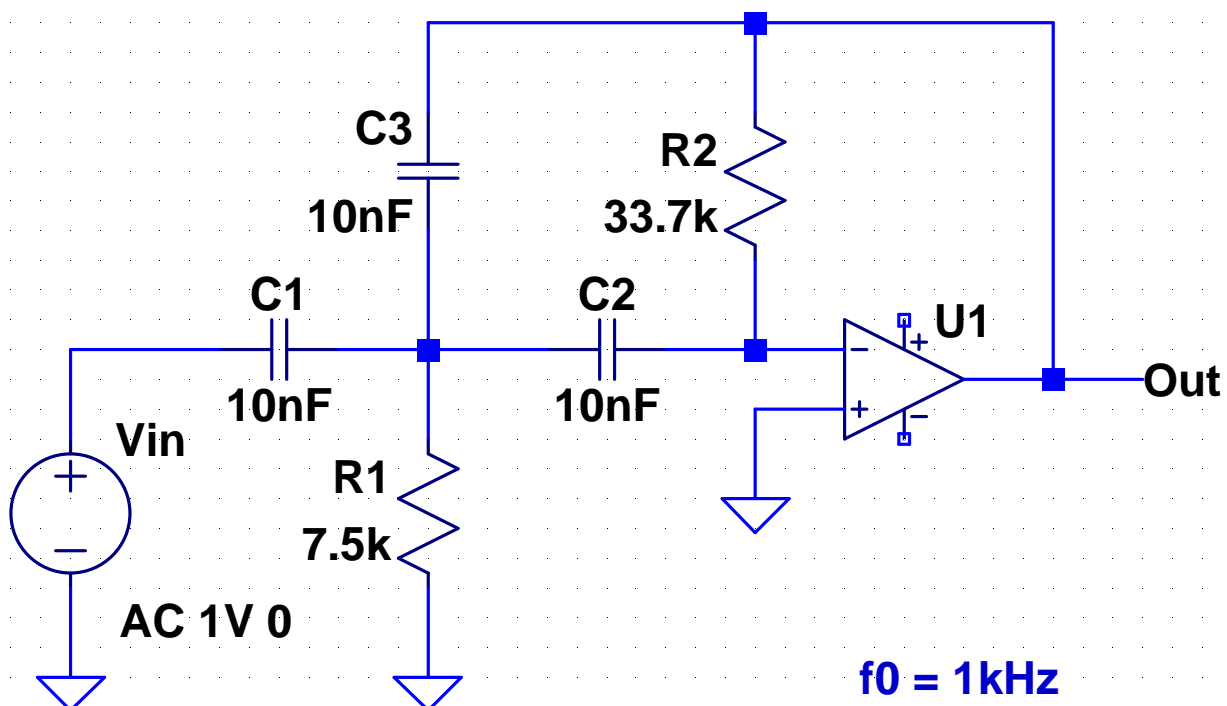 C3
10nF
R2
33.7k
C1
10nF
C2
10nF
U1
Out
Vin
R1
7.5k
AC 1V 0
f0 = 1kHz